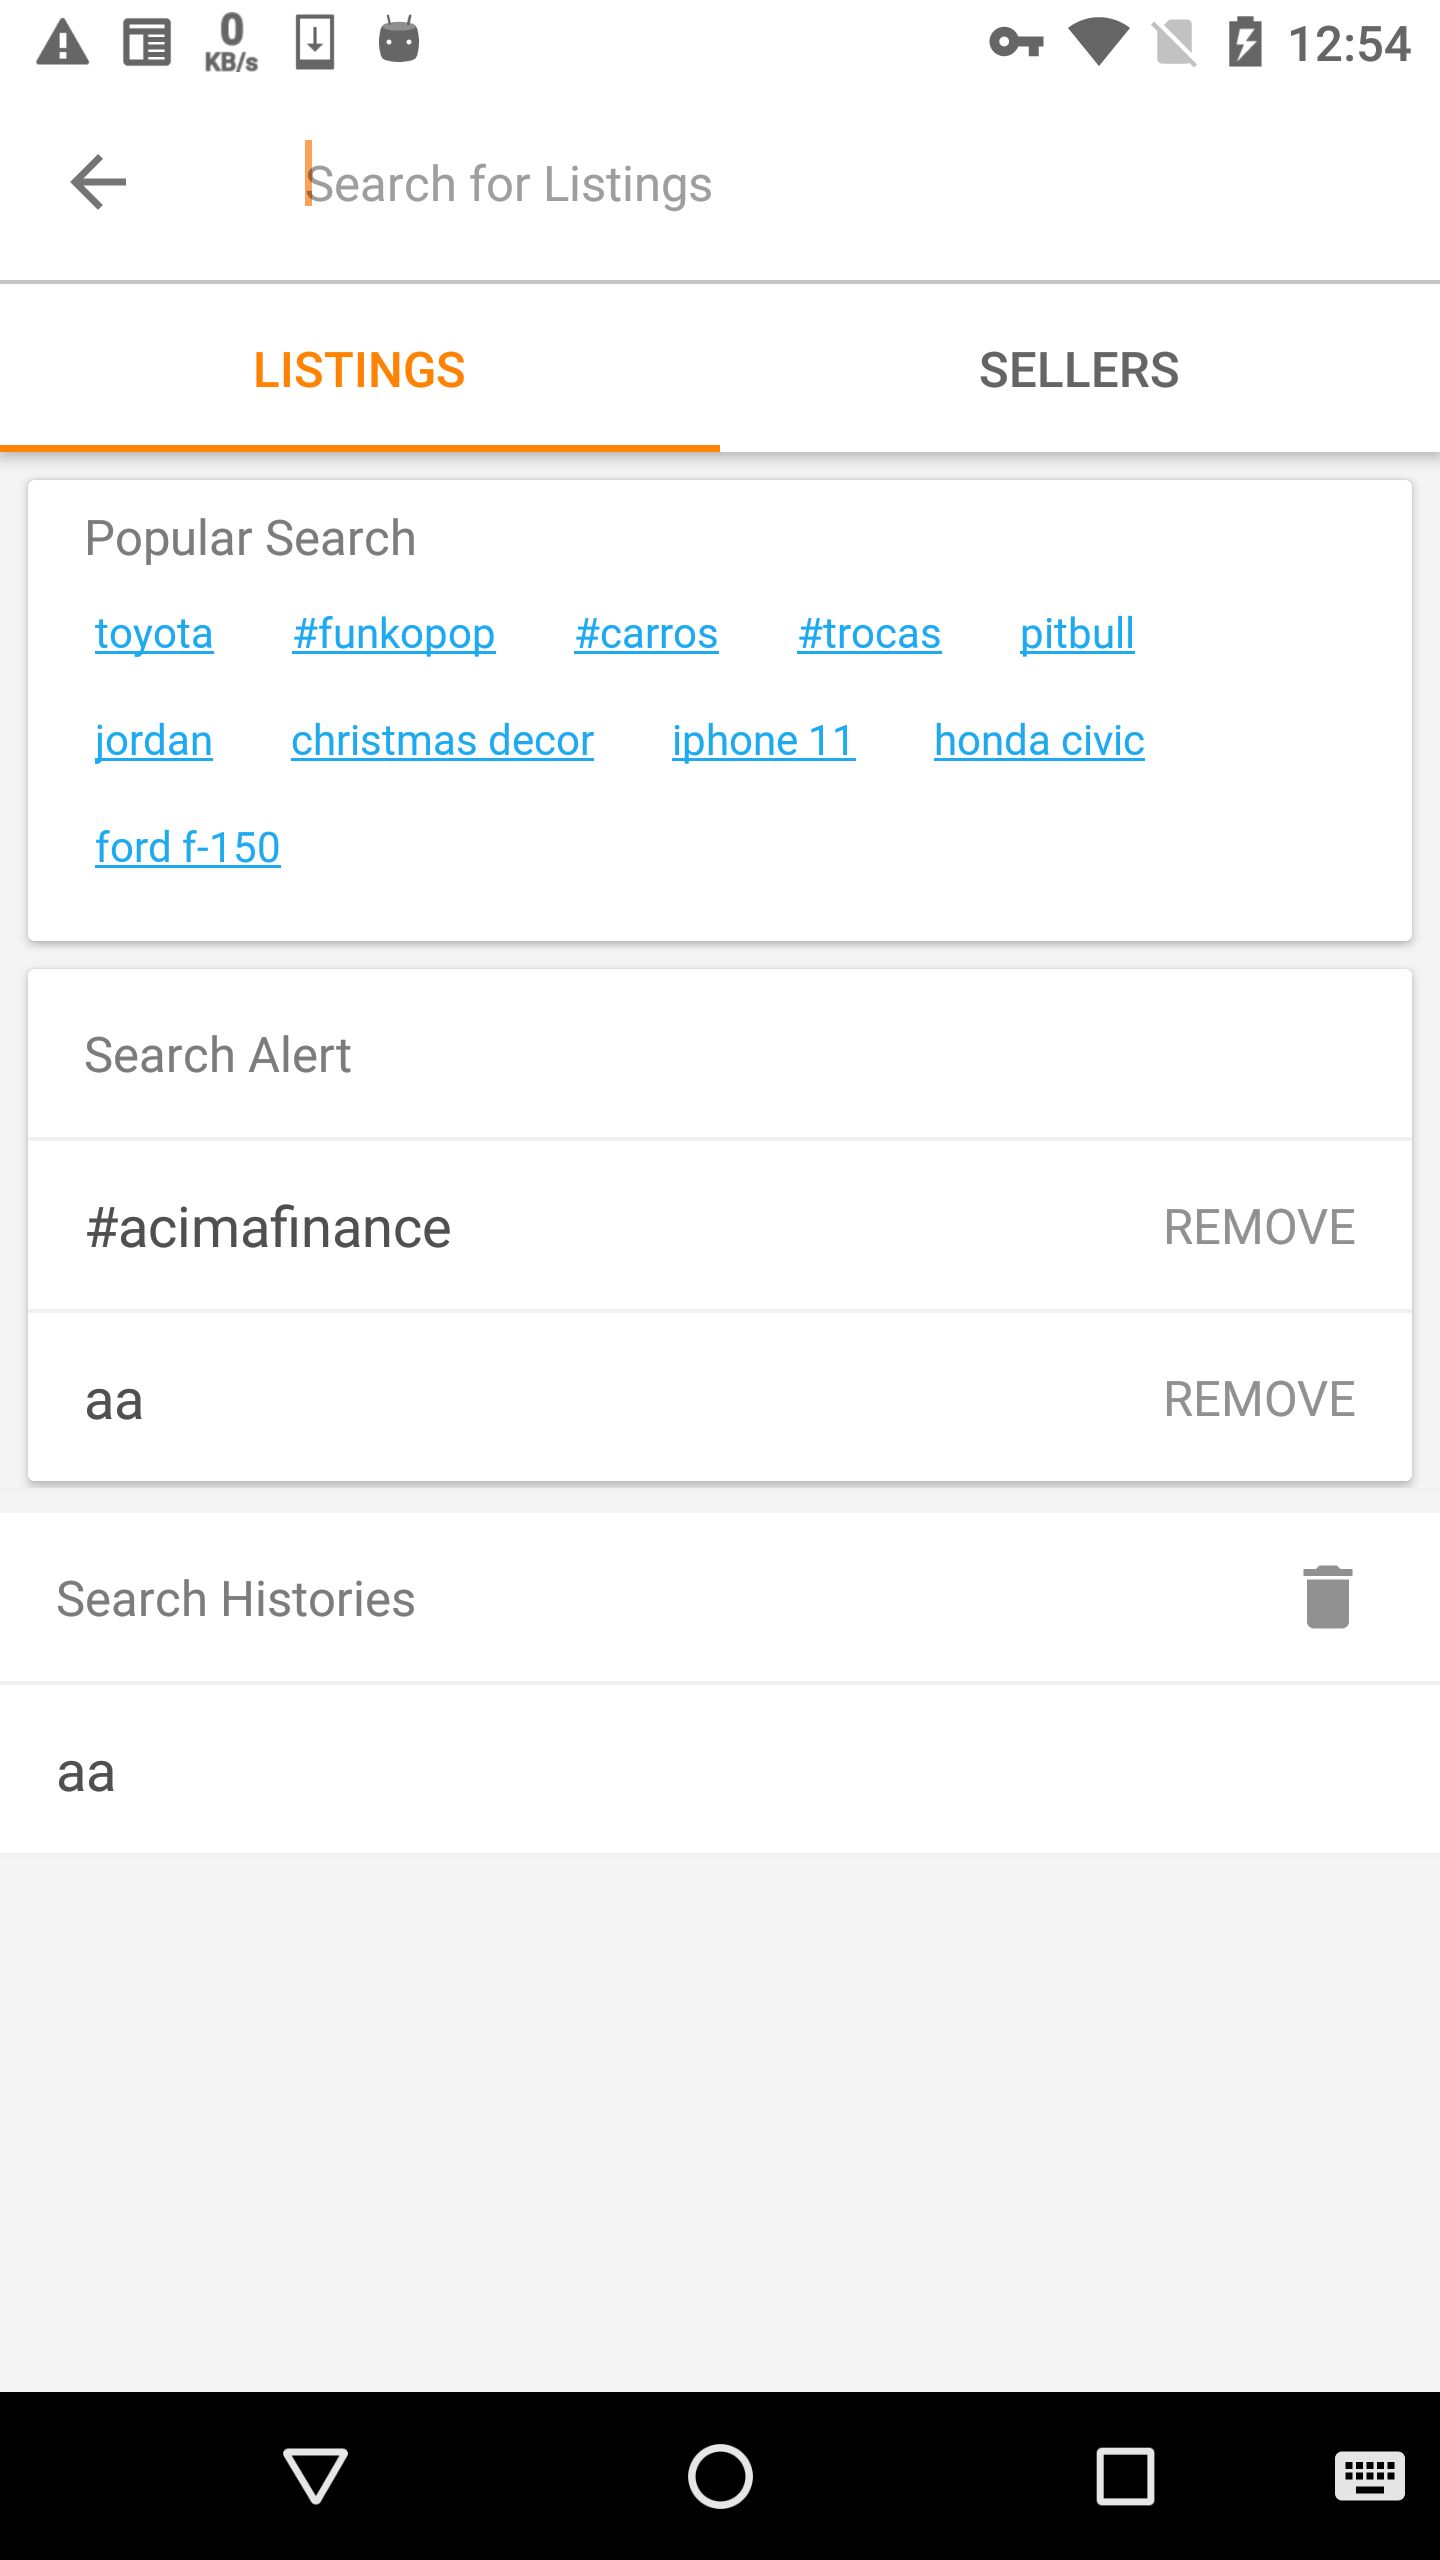 0
KB/s
12:54
Search for Listings
LISTINGS SELLERS
Popular Search
toyota #funkopop #carros #trocas pitbull
jordan christmas decor iphone 11 honda civic
ford f-150
Search Alert
#acimafinance REMOVE
aa REMOVE
Search Histories
aa